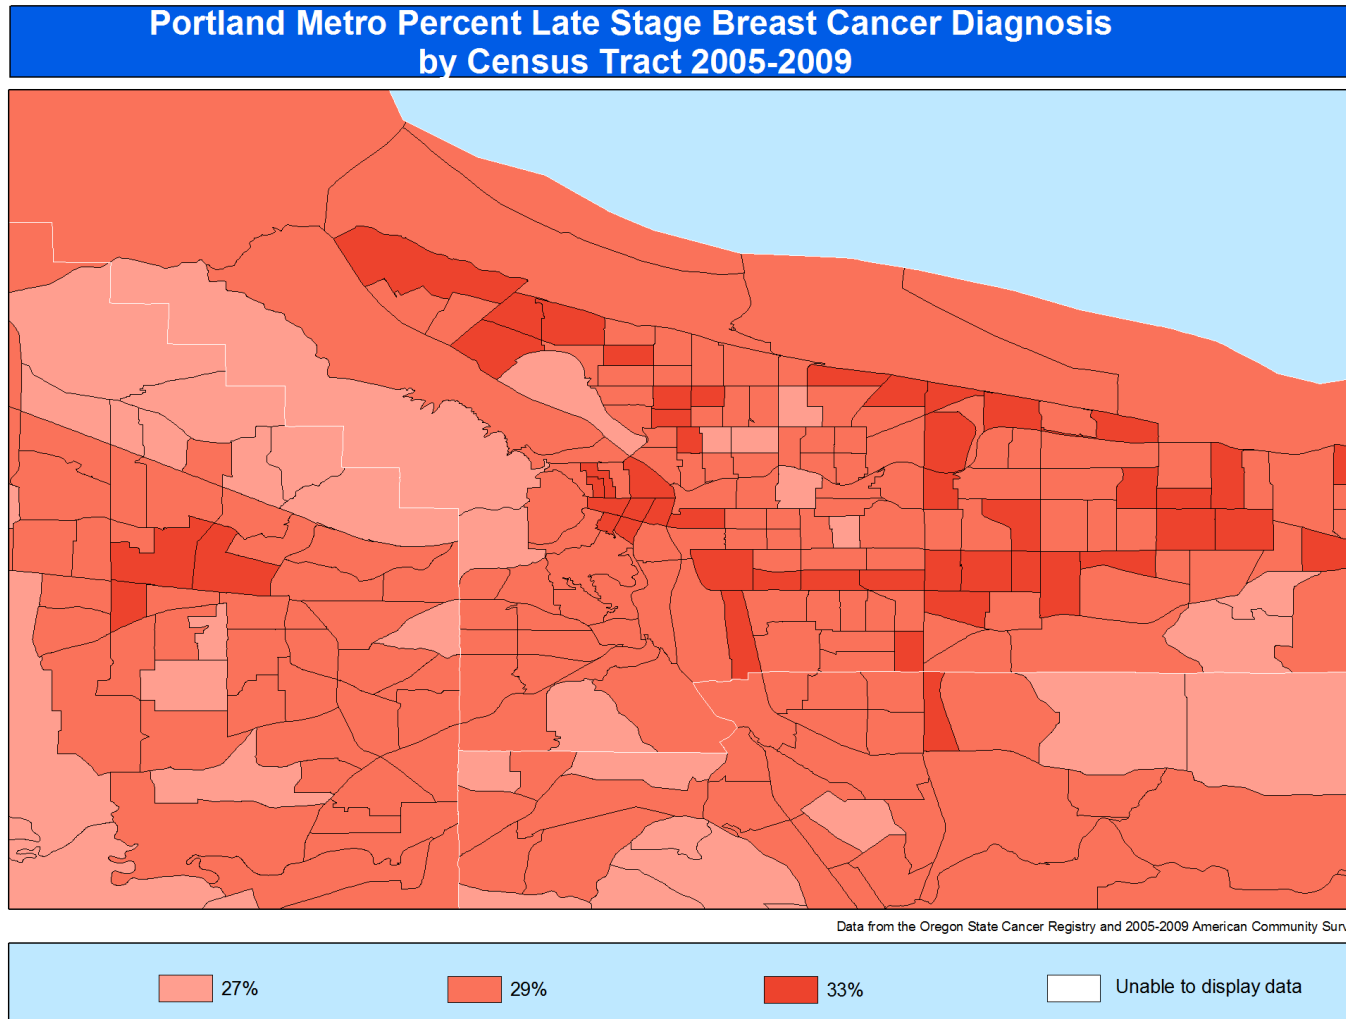 Portland Metro Percent Late Stage Breast Cancer Diagnosis
by Census Tract 2005-2009
Data from the Oregon State Cancer Registry and 2005-2009 American Community Surv
27%
29%
33%
Unable to display data